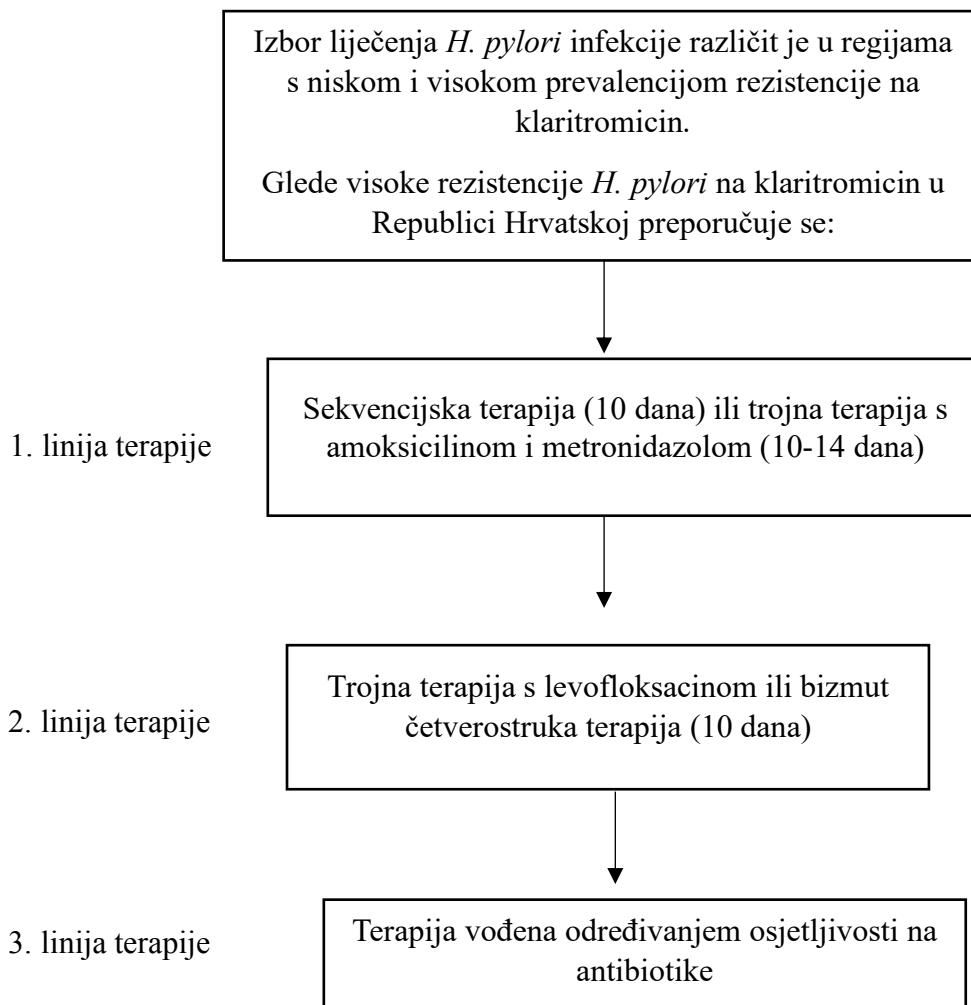 Izbor liječenja H. pylori infekcije različit je u regijama
s niskom i visokom prevalencijom rezistencije na
klaritromicin.
Glede visoke rezistencije H. pylori na klaritromicin u
Republici Hrvatskoj preporučuje se:
1. linija terapije
Sekvencijska terapija (10 dana) ili trojna terapija s
amoksicilinom i metronidazolom (10-14 dana)
2. linija terapije
Trojna terapija s levofloksacinom ili bizmut
četverostruka terapija (10 dana)
3. linija terapije
Terapija vođena određivanjem osjetljivosti na
antibiotike